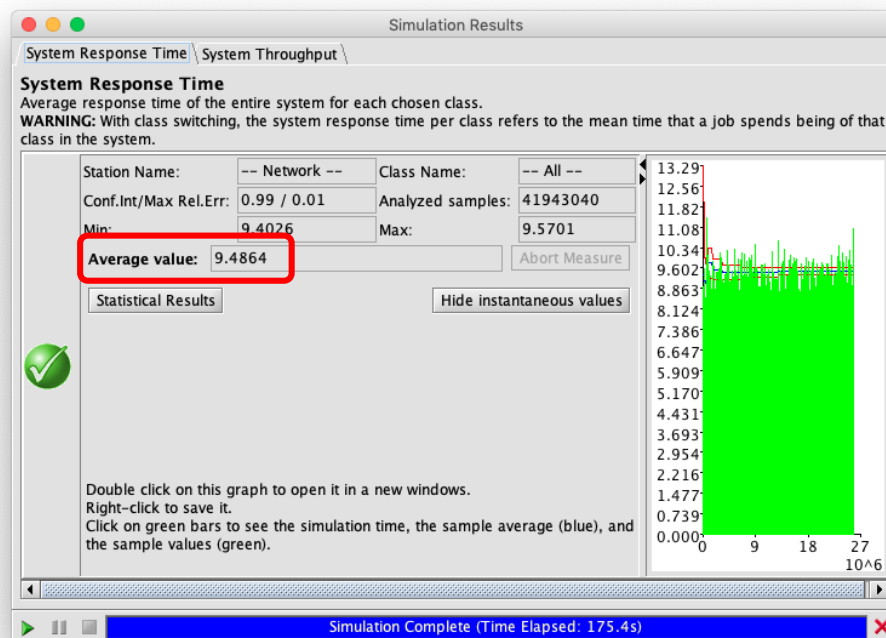 Simulation Results
System Response Time System Throughput
System Response Time
Average response time of the entire system for each chosen class.
WARNING: With class switching, the system response time per class refers to the mean time that a job spends being of that
class in the system.
Station Name: -- Network -- Class Name: -- All --
Conf.Int/Max Rel.Err: 0.99 / 0.01 Analyzed samples: 41943040
Min: 9.4026 Max: 9.5701
Average value: 9.4864 Abort Measure
Statistical Results Hide instantaneous values
Double click on this graph to open it in a new windows.
Right-click to save it.
Click on green bars to see the simulation time, the sample average (blue), and
the sample values (green).
13.29
12.56
11.82
11.08
10.34
9.602
8.863
8.124
7.386
6.647
5.909
5.170
4.431
3.693
2.954
2.216
1.477
0.739
0.000
0 9 18 27
10^6
Simulation Complete (Time Elapsed: 175.4s)